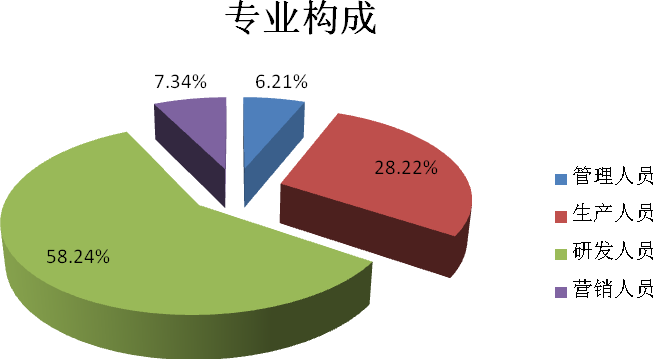 专业构成
7.34%
6.21%
28.22%
58.24%
管理人员
生产人员
研发人员
营销人员